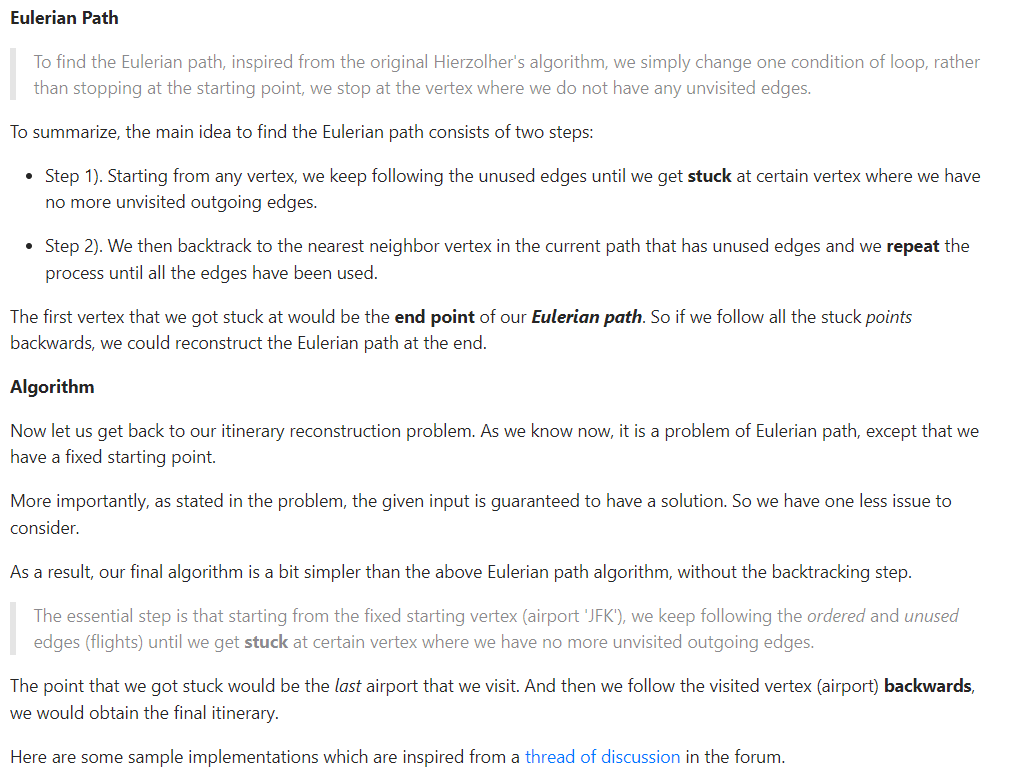 Eulerian Path
To find the Eulerian path, inspired from the original Hierzolher's algorithm, we simply change one condition of loop, rather
than stopping at the starting point, we stop at the vertex where we do not have any unvisited edges.
To summarize, the main idea to find the Eulerian path consists of two steps:
• Step 1). Starting from any vertex, we keep following the unused edges until we get stuck at certain vertex where we have
no more unvisited outgoing edges.
• Step 2). We then backtrack to the nearest neighbor vertex in the current path that has unused edges and we repeat the
process until all the edges have been used.
The first vertex that we got stuck at would be the end point of our Eulerian path. So if we follow all the stuck points
backwards, we could reconstruct the Eulerian path at the end.
Algorithm
Now let us get back to our itinerary reconstruction problem. As we know now, it is a problem of Eulerian path, except that we
have a fixed starting point.
More importantly, as stated in the problem, the given input is guaranteed to have a solution. So we have one less issue to
consider.
As a result, our final algorithm is a bit simpler than the above Eulerian path algorithm, without the backtracking step.
The essential step is that starting from the fixed starting vertex (airport 'JFK'), we keep following the ordered and unused
edges (flights) until we get stuck at certain vertex where we have no more unvisited outgoing edges.
The point that we got stuck would be the last airport that we visit. And then we follow the visited vertex (airport) backwards,
we would obtain the final itinerary.
Here are some sample implementations which are inspired from a thread of discussion in the forum.